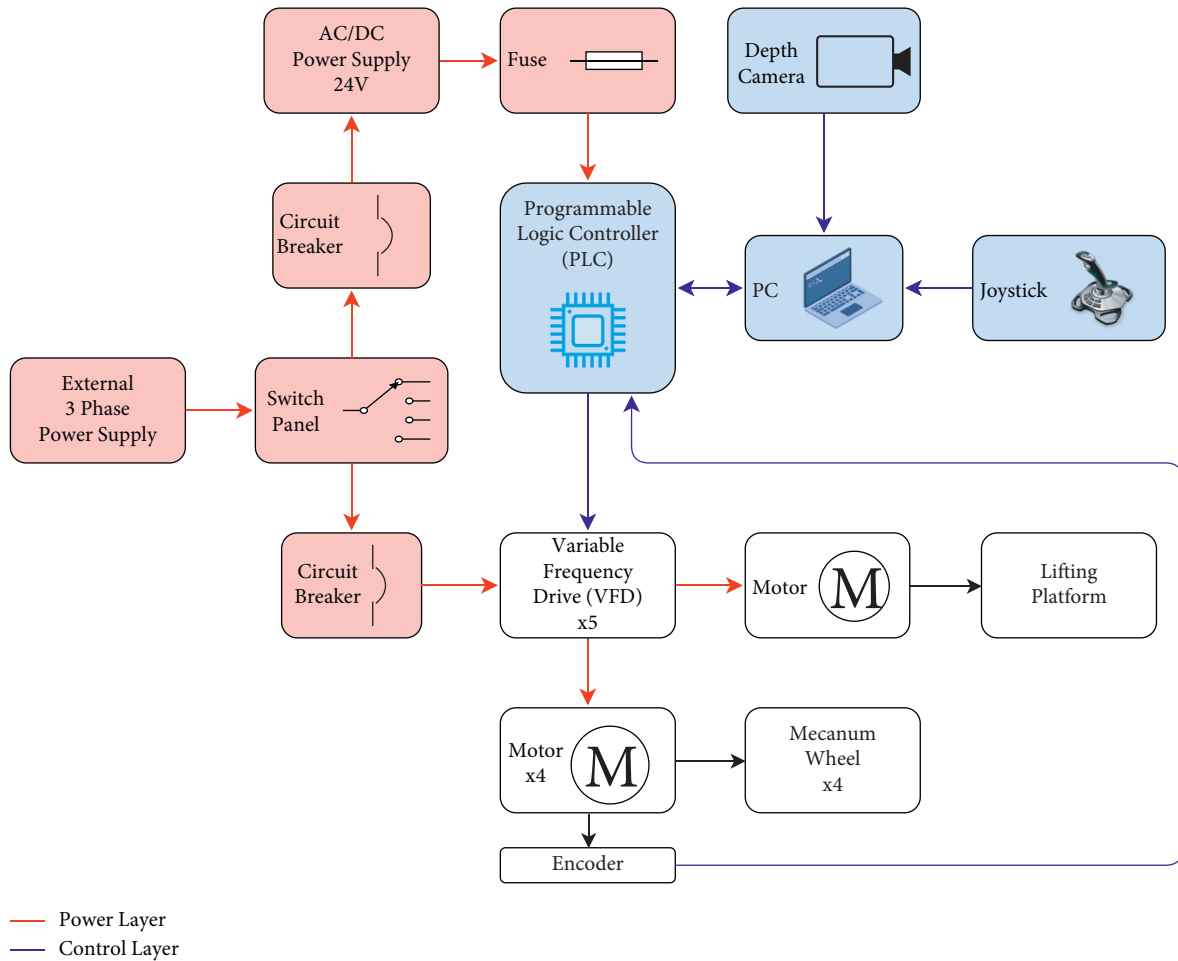 AC/DC
Power Supply
24V
Fuse
Depth
Camera
Circuit
Breaker
Programmable
Logic Controller
(PLC)
PC
Joystick
External
3 Phase
Power Supply
Switch
Panel
Circuit
Breaker
Variable
Frequency
Drive (VFD)
x5
Motor
M
Lifting
Platform
Motor
x4
M
Mecanum
Wheel
x4
Encoder
Power Layer
Control Layer